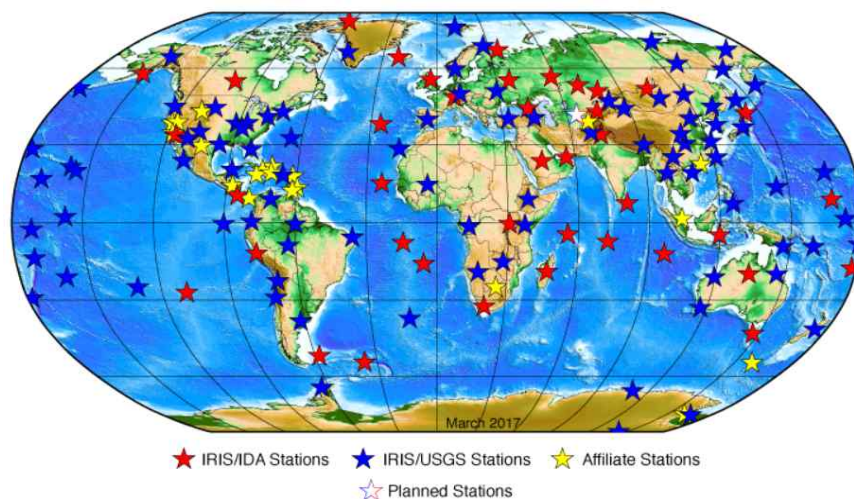 March 2017
IRIS/IDA Stations IRIS/USGS Stations Affiliate Stations
Planned Stations